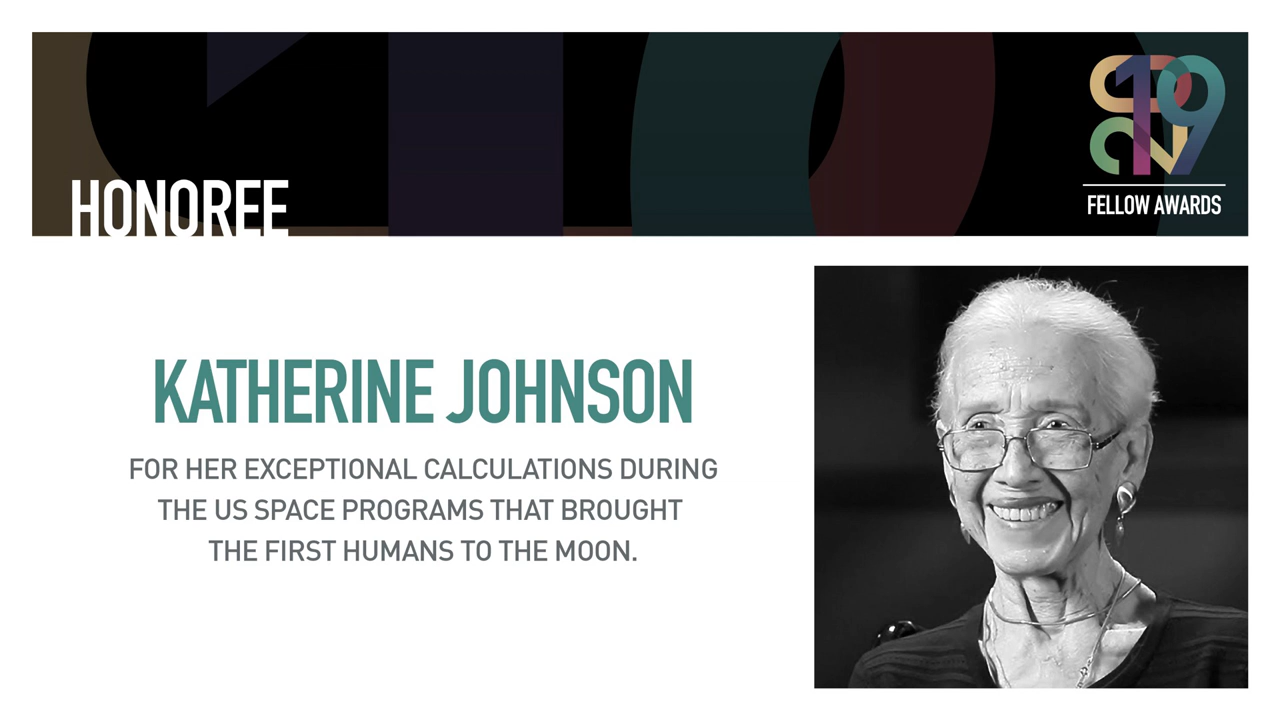 HONOREE
2019
FELLOW AWARDS
KATHERINE JOHNSON
FOR HER EXCEPTIONAL CALCULATIONS DURING
THE US SPACE PROGRAMS THAT BROUGHT
THE FIRST HUMANS TO THE MOON.